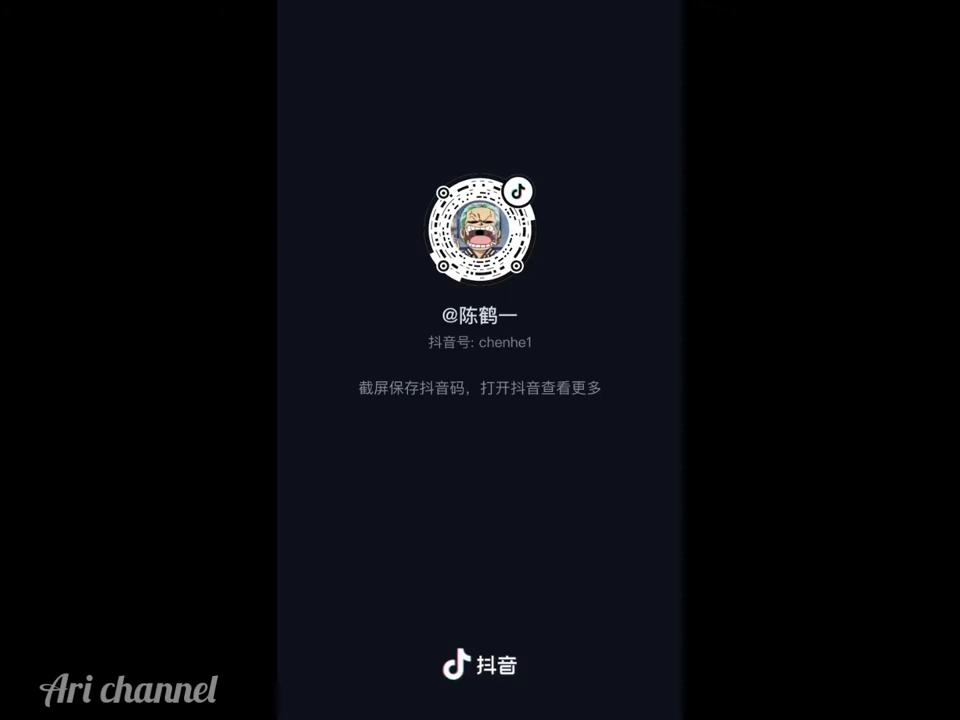 @陈鹤一
抖音号: chenhe1
截屏保存抖音码，打开抖音查看更多
抖音
Ari channel